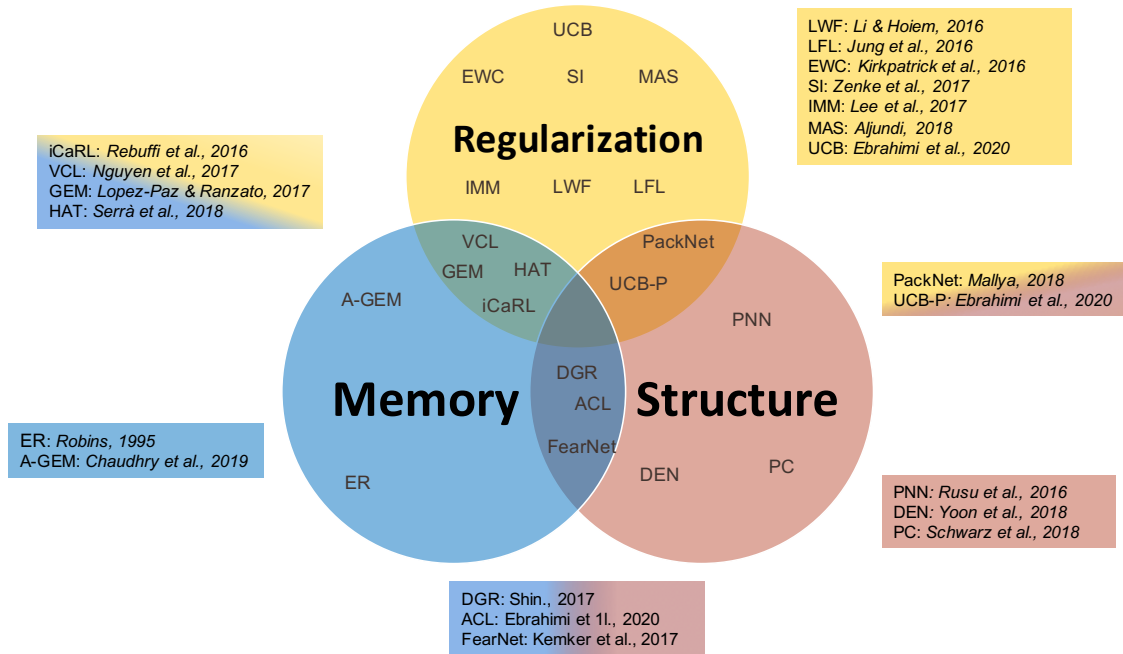 UCB
EWC SI MAS
Regularization
IMM LWF LFL
LWF: Li & Hoiem, 2016
LFL: Jung et al., 2016
EWC: Kirkpatrick et al., 2016
SI: Zenke et al., 2017
IMM: Lee et al., 2017
MAS: Aljundi, 2018
UCB: Ebrahimi et al., 2020
iCaRL: Rebuffi et al., 2016
VCL: Nguyen et al., 2017
GEM: Lopez-Paz & Ranzato, 2017
HAT: Serrà et al., 2018
VCL
GEM HAT
iCaRL
PackNet
UCB-P
PackNet: Mallya, 2018
UCB-P: Ebrahimi et al., 2020
A-GEM
Memory
ER
DGR
ACL
FearNet
PNN
Structure
DEN PC
ER: Robins, 1995
A-GEM: Chaudhry et al., 2019
PNN: Rusu et al., 2016
DEN: Yoon et al., 2018
PC: Schwarz et al., 2018
DGR: Shin., 2017
ACL: Ebrahimi et 1l., 2020
FearNet: Kemker et al., 2017